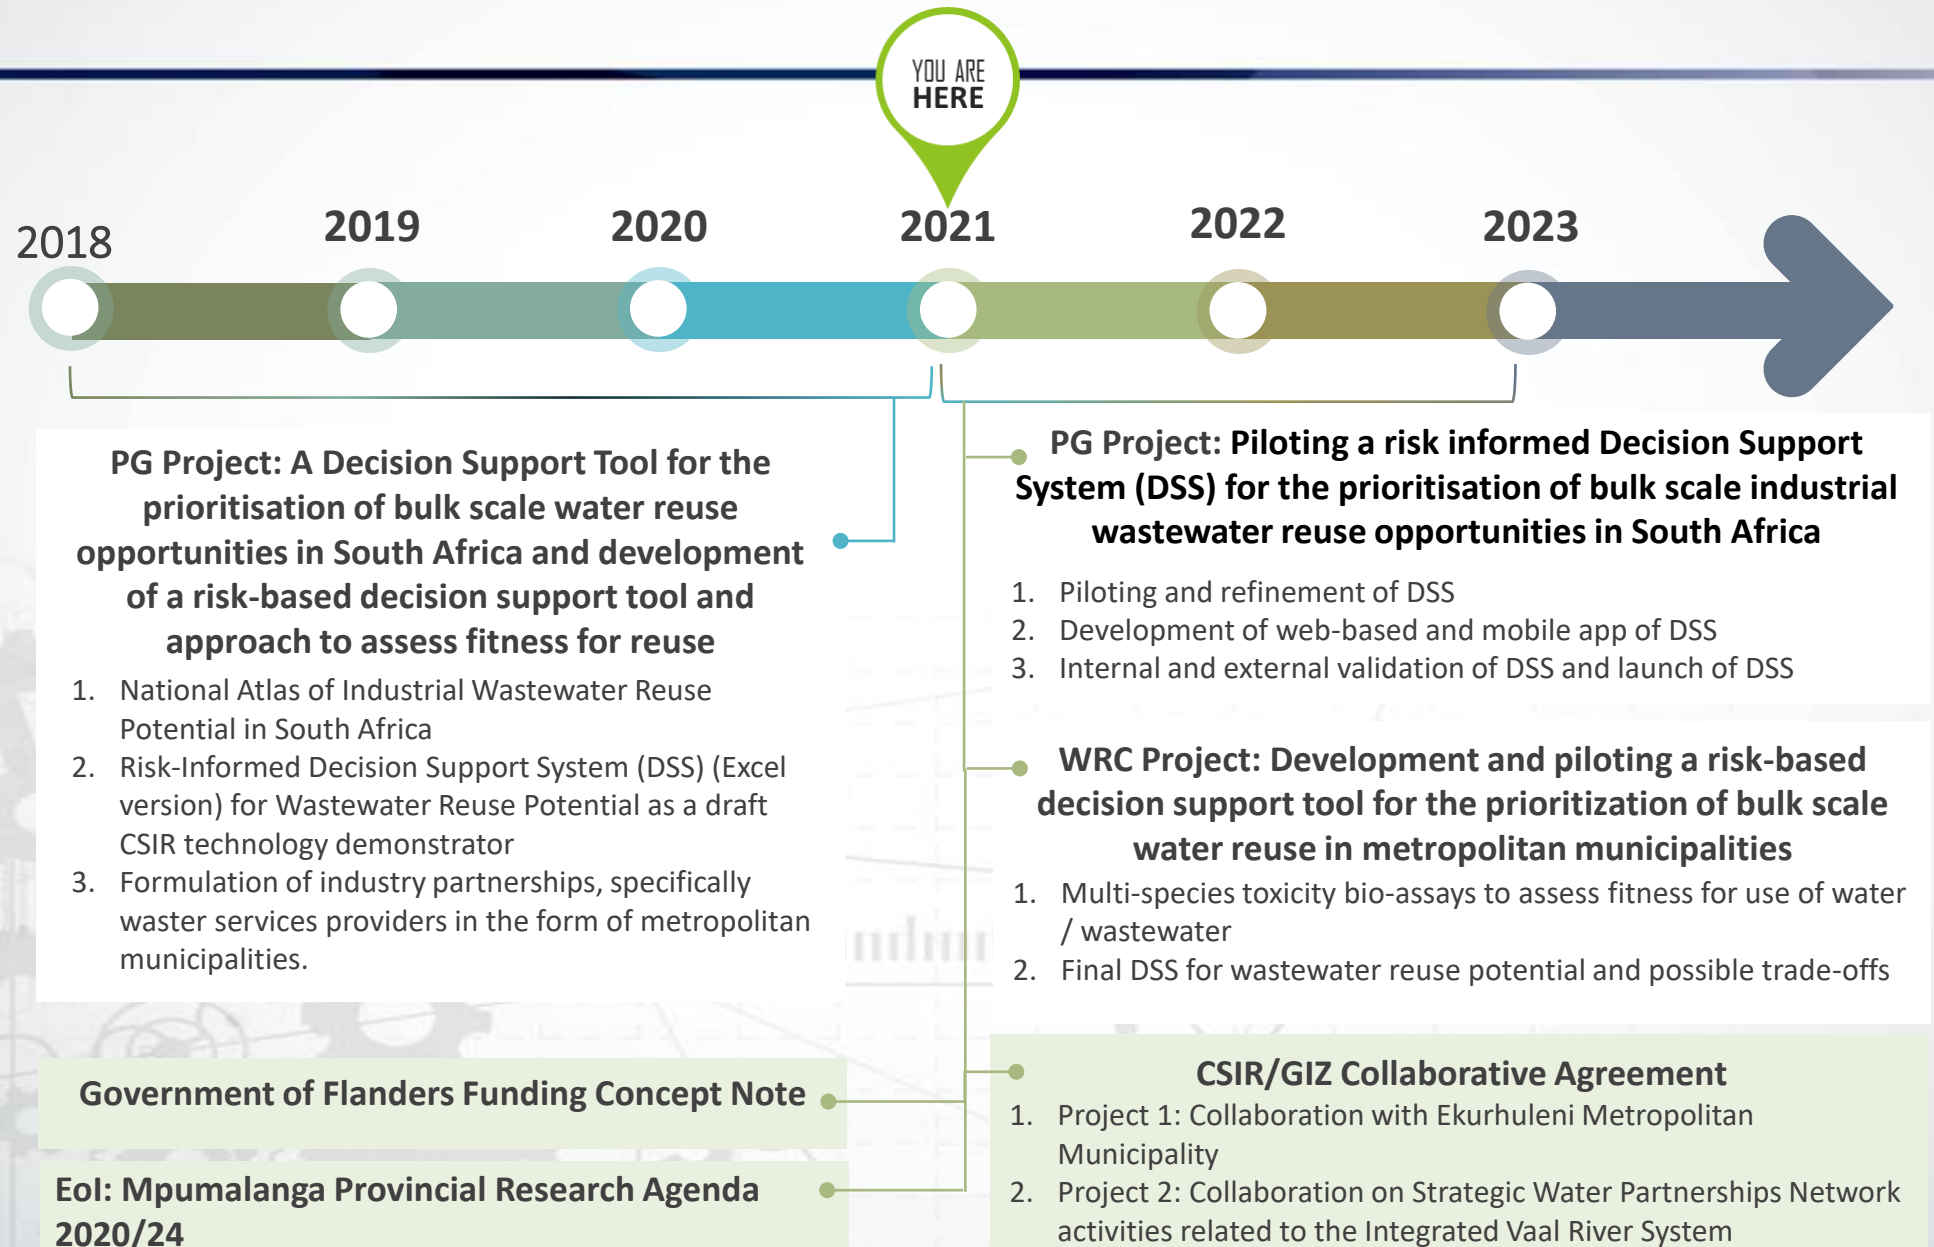 YOU ARE
HERE
2018
2019
2020
2021
2022
2023
PG Project: A Decision Support Tool for the
prioritisation of bulk scale water reuse
opportunities in South Africa and development
of a risk-based decision support tool and
approach to assess fitness for reuse
1. National Atlas of Industrial Wastewater Reuse
Potential in South Africa
2. Risk-Informed Decision Support System (DSS) (Excel
version) for Wastewater Reuse Potential as a draft
CSIR technology demonstrator
3. Formulation of industry partnerships, specifically
waster services providers in the form of metropolitan
municipalities.
Government of Flanders Funding Concept Note
EoI: Mpumalanga Provincial Research Agenda
2020/24
PG Project: Piloting a risk informed Decision Support
System (DSS) for the prioritisation of bulk scale industrial
wastewater reuse opportunities in South Africa
1. Piloting and refinement of DSS
2. Development of web-based and mobile app of DSS
3. Internal and external validation of DSS and launch of DSS
WRC Project: Development and piloting a risk-based
decision support tool for the prioritization of bulk scale
water reuse in metropolitan municipalities
1. Multi-species toxicity bio-assays to assess fitness for use of water
/ wastewater
2. Final DSS for wastewater reuse potential and possible trade-offs
CSIR/GIZ Collaborative Agreement
1. Project 1: Collaboration with Ekurhuleni Metropolitan
Municipality
2. Project 2: Collaboration on Strategic Water Partnerships Network
activities related to the Integrated Vaal River System